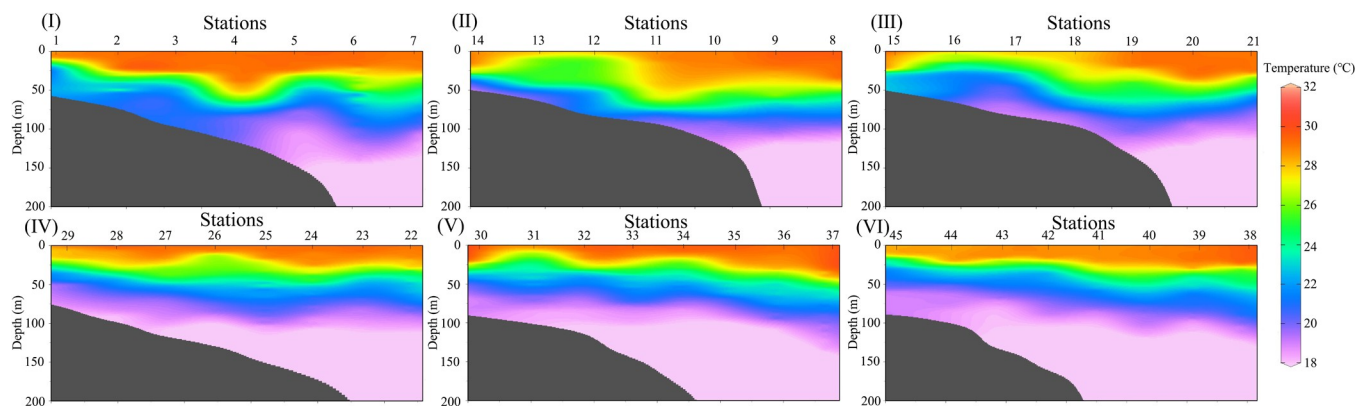 (I) Stations
1 2 3 4 5 6 7
0
50
100
150
200
Depth (m)
(II) Stations
14 13 12 11 10 9 8
0
50
100
150
200
Depth (m)
(III) Stations
15 16 17 18 19 20 21
0
50
100
150
200
Depth (m)
(IV) Stations
29 28 27 26 25 24 23 22
0
50
100
150
200
Depth (m)
(V) Stations
30 31 32 33 34 35 36 37
0
50
100
150
200
Depth (m)
(VI) Stations
45 44 43 42 41 40 39 38
0
50
100
150
200
Depth (m)
Temperature (℃)
32
30
28
26
24
22
20
18